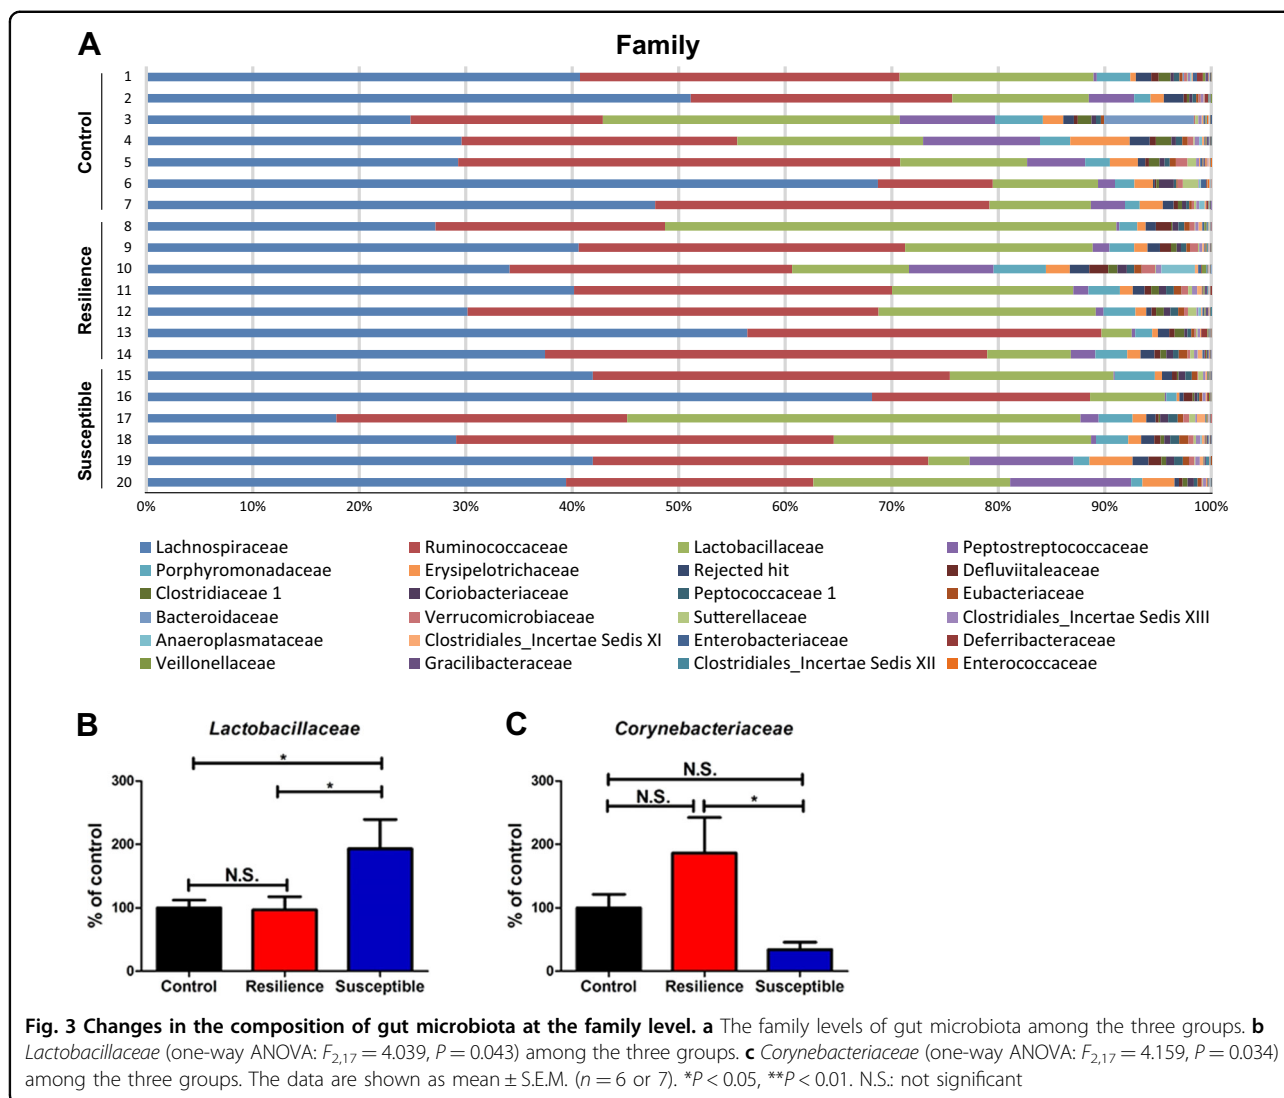 A
Family
Control
1
2
3
4
5
6
7
Resilience
8
9
10
11
12
13
14
Susceptible
15
16
17
18
19
20
0% 10% 20% 30% 40% 50% 60% 70% 80% 90% 100%
Lachnospiraceae Ruminococcaceae Lactobacillaceae Peptostreptococcaceae
Porphyromonadaceae Erysipelotrichaceae Rejected hit Defluviitaleaceae
Clostridiaceae 1 Coriobacteriaceae Peptococcaceae 1 Eubacteriaceae
Bacteroidaceae Verrucomicrobiaceae Sutterellaceae Clostridiales_Incertae Sedis XIII
Anaeroplasmataceae Clostridiales_Incertae Sedis XI Enterobacteriaceae Deferribacteraceae
Veillonellaceae Gracilibacteraceae Clostridiales_Incertae Sedis XII Enterococcaceae
B
Lactobacillaceae
% of control
300
200
100
0
*
*
N.S.
Control Resilience Susceptible
C
Corynebacteriaceae
% of control
300
200
100
0
N.S.
N.S.
*
Control Resilience Susceptible
Fig. 3 Changes in the composition of gut microbiota at the family level. a The family levels of gut microbiota among the three groups. b
Lactobacillaceae (one-way ANOVA: F2,17 = 4.039, P = 0.043) among the three groups. c Corynebacteriaceae (one-way ANOVA: F2,17 = 4.159, P = 0.034)
among the three groups. The data are shown as mean ± S.E.M. (n = 6 or 7). *P < 0.05, **P < 0.01. N.S.: not significant